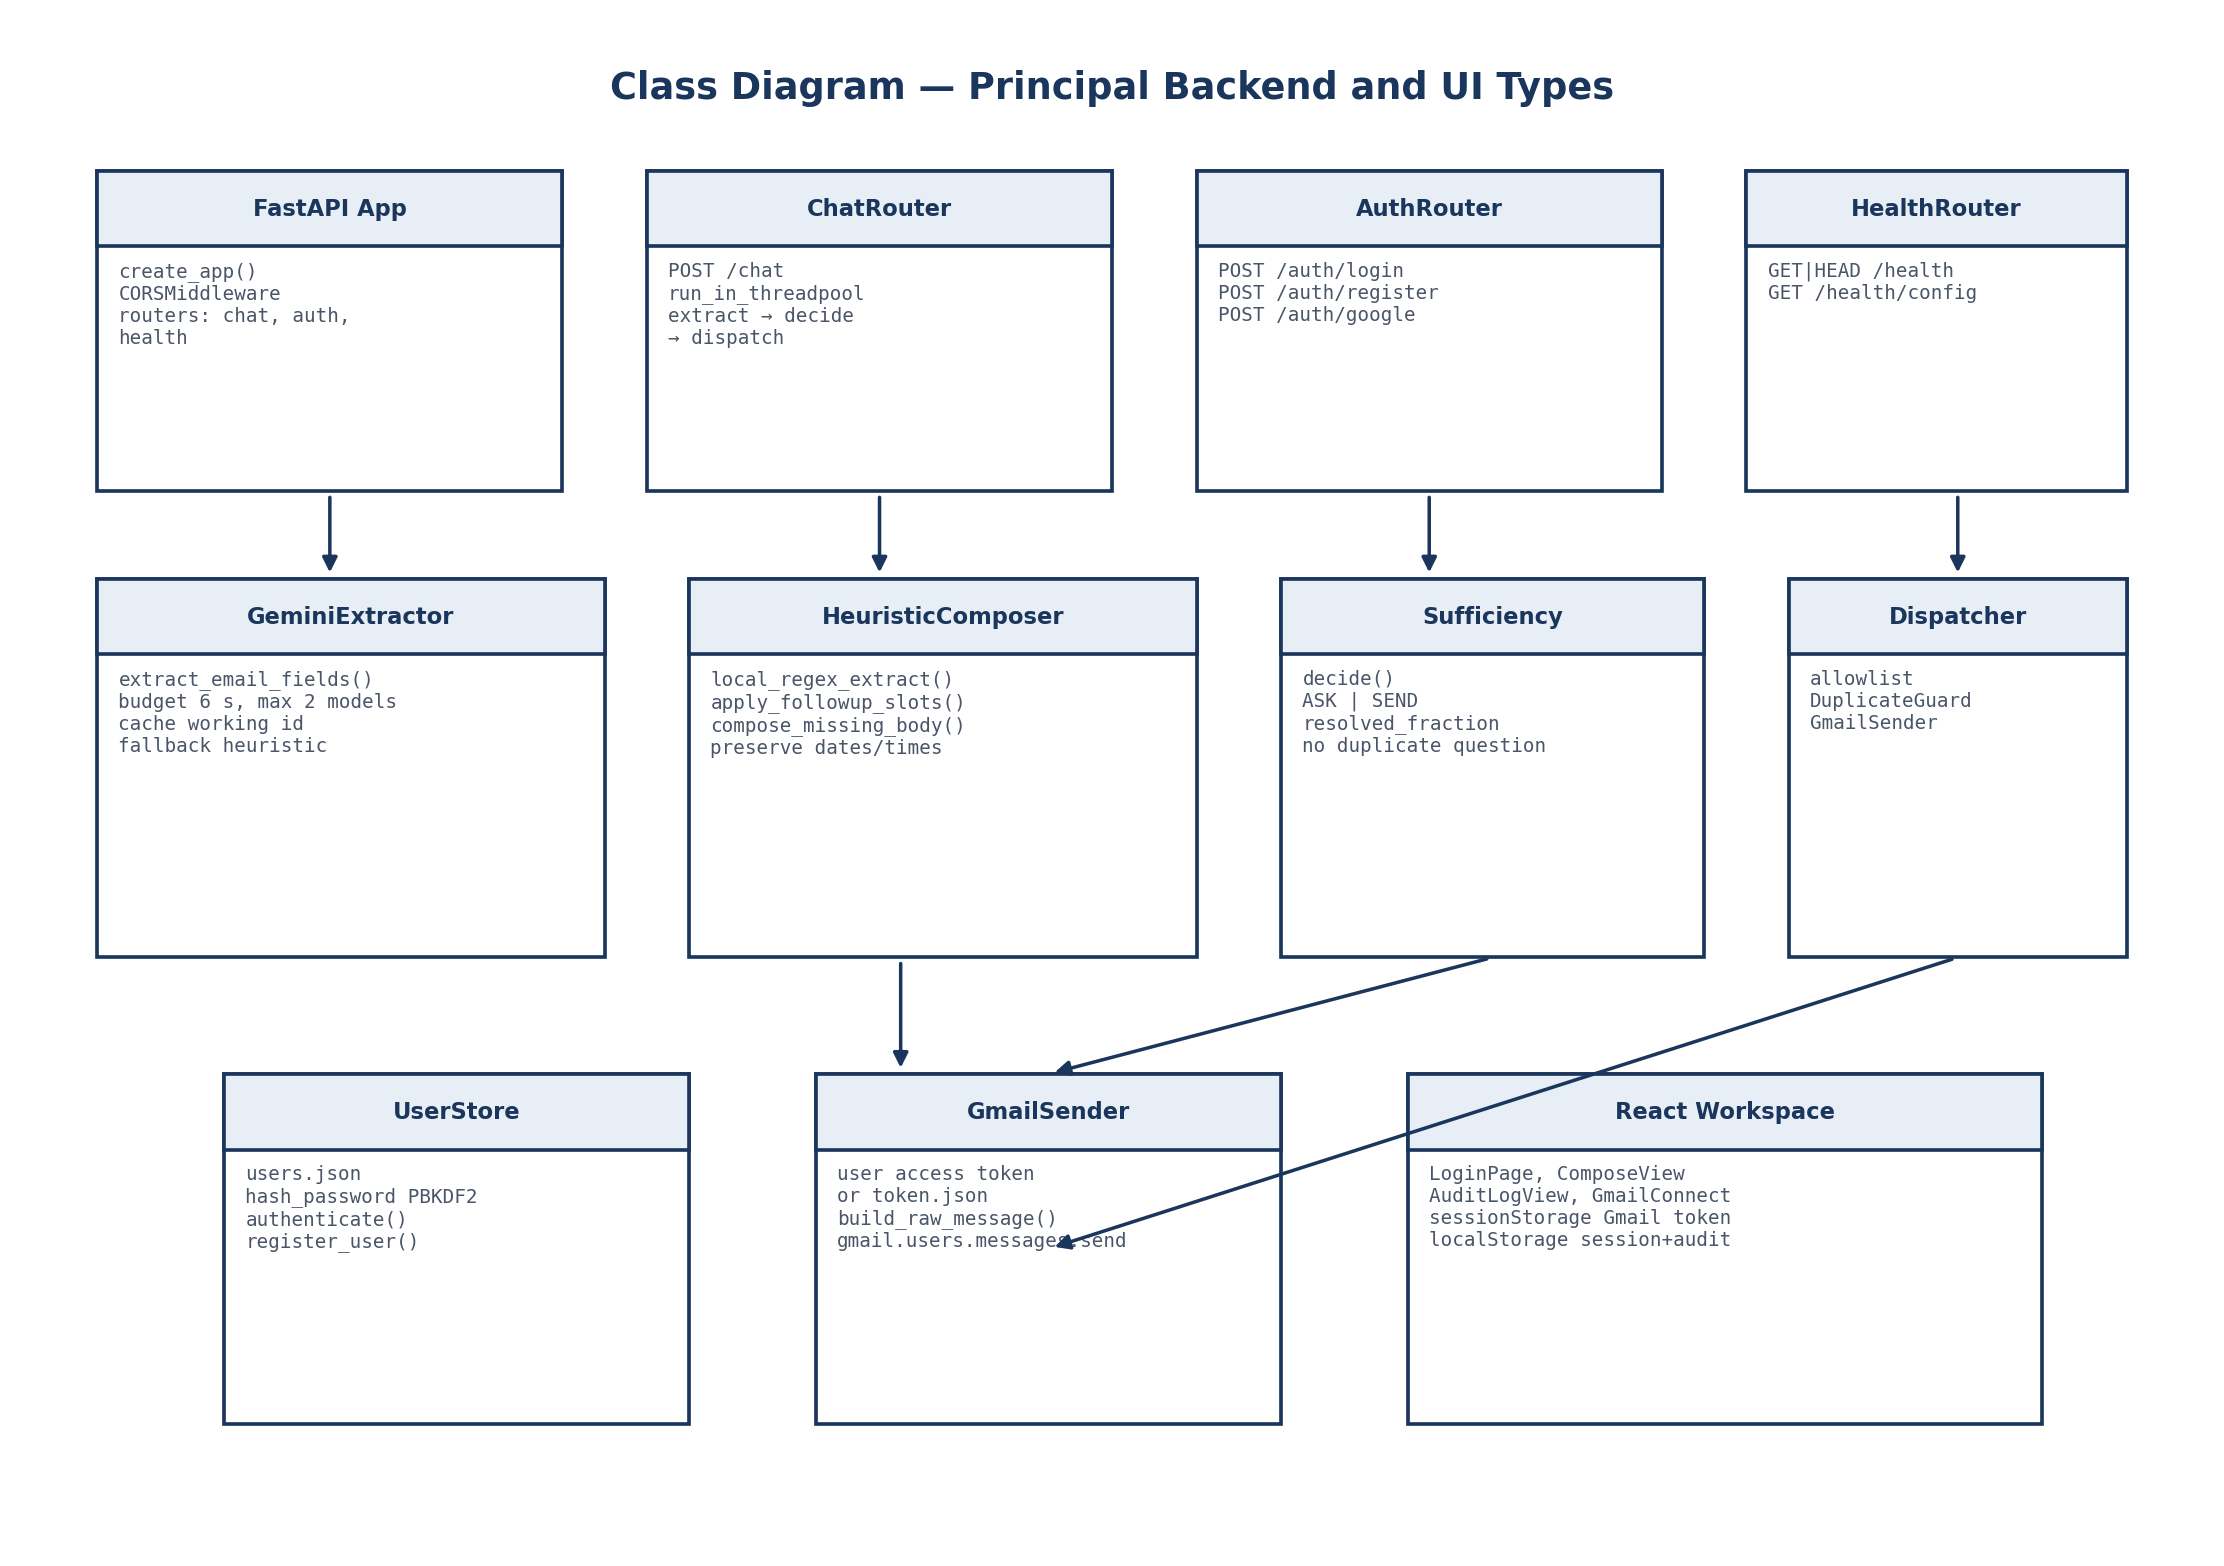 Class Diagram — Principal Backend and UI Types
FastAPI App
create_app()
CORSMiddleware
routers: chat, auth,
health
ChatRouter
POST /chat
run_in_threadpool
extract → decide
→ dispatch
AuthRouter
POST /auth/login
POST /auth/register
POST /auth/google
HealthRouter
GET|HEAD /health
GET /health/config
GeminiExtractor
extract_email_fields()
budget 6 s, max 2 models
cache working id
fallback heuristic
HeuristicComposer
local_regex_extract()
apply_followup_slots()
compose_missing_body()
preserve dates/times
Sufficiency
decide()
ASK | SEND
resolved_fraction
no duplicate question
Dispatcher
allowlist
DuplicateGuard
GmailSender
UserStore
users.json
hash_password PBKDF2
authenticate()
register_user()
GmailSender
user access token
or token.json
build_raw_message()
gmail.users.messages.send
React Workspace
LoginPage, ComposeView
AuditLogView, GmailConnect
sessionStorage Gmail token
localStorage session+audit